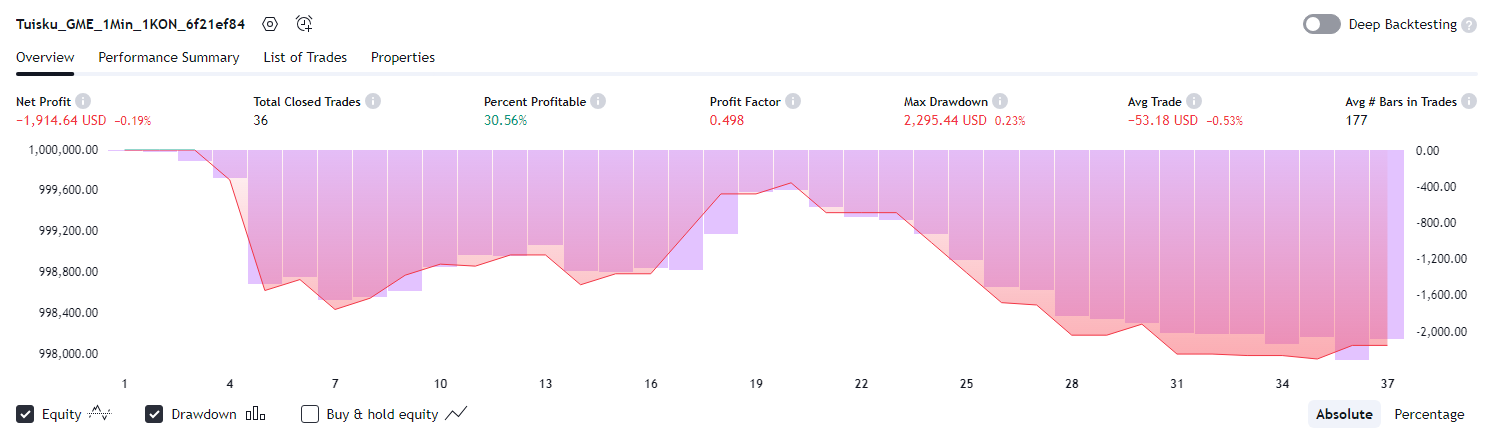 Tuisku_GME_1Min_1KON_6f21ef84 Deep Backtesting ?
Overview Performance Summary List of Trades Properties
Net Profit i Total Closed Trades i Percent Profitable i Profit Factor i Max Drawdown i Avg Trade i Avg # Bars in Trades i
−1,914.64 USD −0.19% 36 30.56% 0.498 2,295.44 USD 0.23% −53.18 USD −0.53% 177
1,000,000.00 0.00
999,600.00 -400.00
999,200.00 -800.00
998,800.00 -1,200.00
998,400.00 -1,600.00
998,000.00 -2,000.00
1 4 7 10 13 16 19 22 25 28 31 34 37
Equity Drawdown Buy & hold equity Absolute Percentage